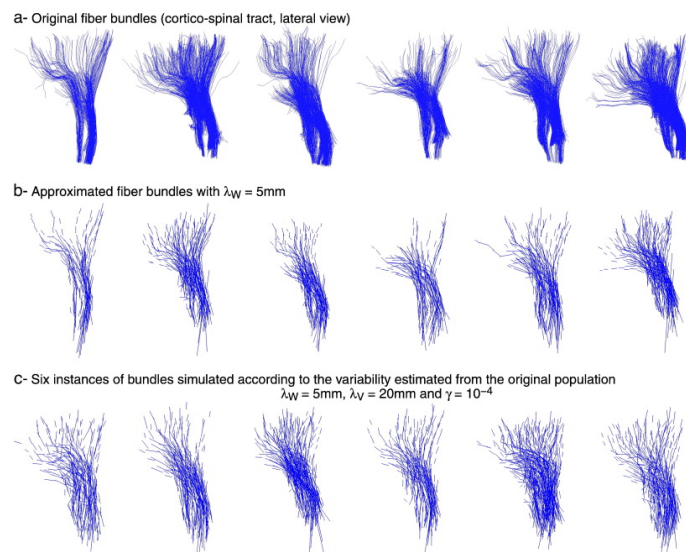 a- Original fiber bundles (cortico-spinal tract, lateral view)
b- Approximated fiber bundles with λW = 5mm
c- Six instances of bundles simulated according to the variability estimated from the original population
λW = 5mm, λV = 20mm and γ = 10⁻⁴